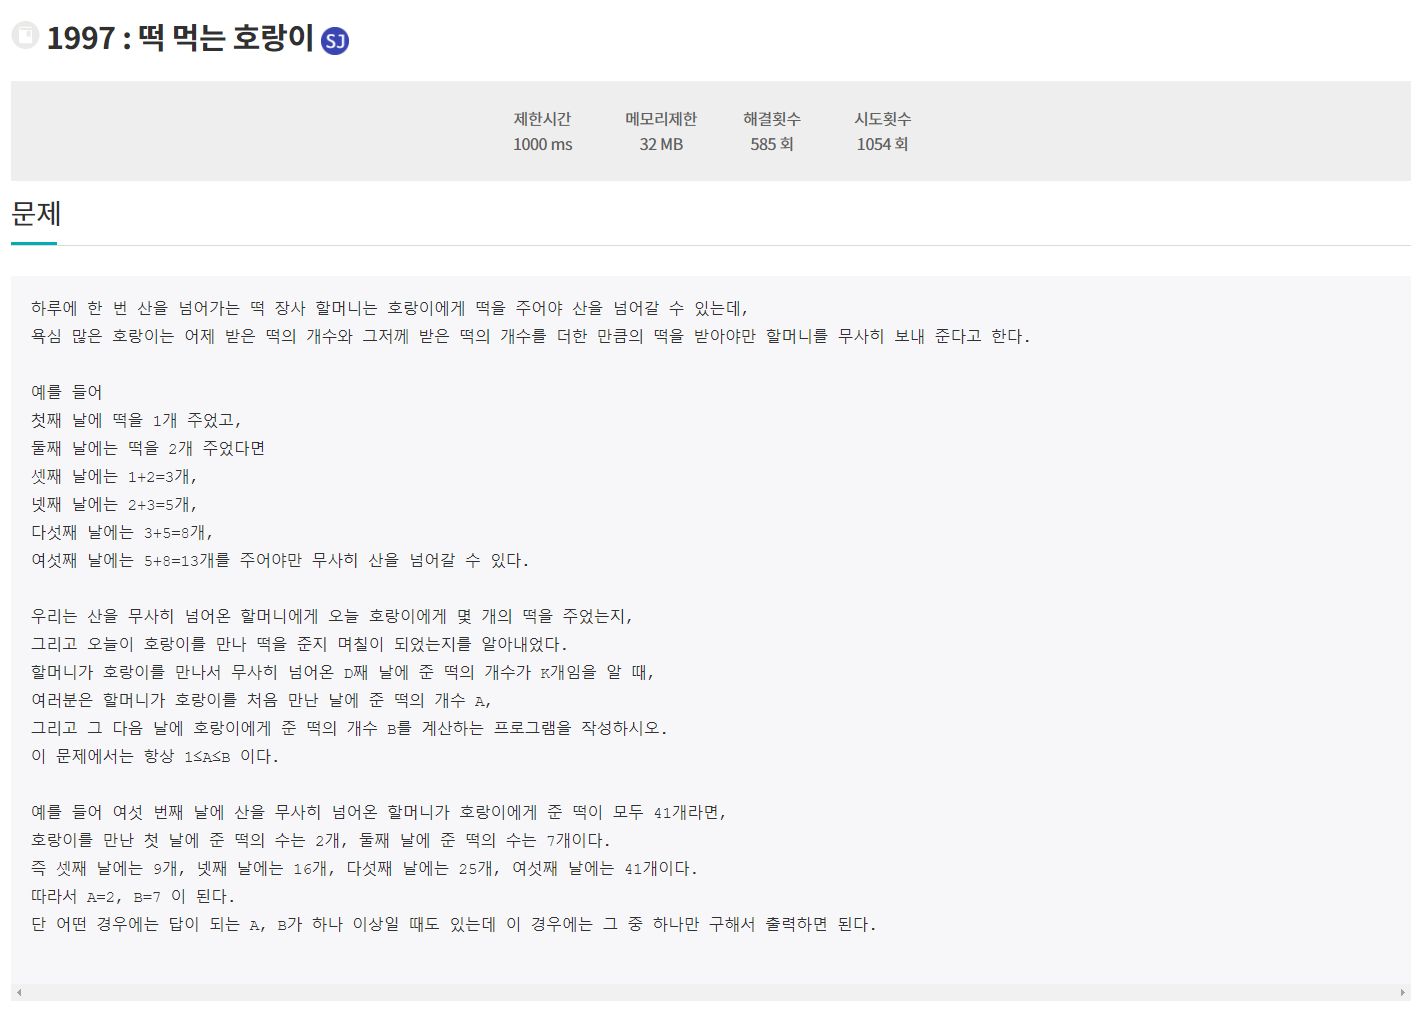 1997 : 떡 먹는 호랑이 SJ
제한시간 메모리제한 해결횟수 시도횟수
1000 ms 32 MB 585 회 1054 회
문제
하루에 한 번 산을 넘어가는 떡 장사 할머니는 호랑이에게 떡을 주어야 산을 넘어갈 수 있는데,
욕심 많은 호랑이는 어제 받은 떡의 개수와 그저께 받은 떡의 개수를 더한 만큼의 떡을 받아야만 할머니를 무사히 보내 준다고 한다.
예를 들어
첫째 날에 떡을 1개 주었고,
둘째 날에는 떡을 2개 주었다면
셋째 날에는 1+2=3개,
넷째 날에는 2+3=5개,
다섯째 날에는 3+5=8개,
여섯째 날에는 5+8=13개를 주어야만 무사히 산을 넘어갈 수 있다.
우리는 산을 무사히 넘어온 할머니에게 오늘 호랑이에게 몇 개의 떡을 주었는지,
그리고 오늘이 호랑이를 만나 떡을 준지 며칠이 되었는지를 알아내었다.
할머니가 호랑이를 만나서 무사히 넘어온 D째 날에 준 떡의 개수가 K개임을 알 때,
여러분은 할머니가 호랑이를 처음 만난 날에 준 떡의 개수 A,
그리고 그 다음 날에 호랑이에게 준 떡의 개수 B를 계산하는 프로그램을 작성하시오.
이 문제에서는 항상 1≤A≤B 이다.
예를 들어 여섯 번째 날에 산을 무사히 넘어온 할머니가 호랑이에게 준 떡이 모두 41개라면,
호랑이를 만난 첫 날에 준 떡의 수는 2개, 둘째 날에 준 떡의 수는 7개이다.
즉 셋째 날에는 9개, 넷째 날에는 16개, 다섯째 날에는 25개, 여섯째 날에는 41개이다.
따라서 A=2, B=7 이 된다.
단 어떤 경우에는 답이 되는 A, B가 하나 이상일 때도 있는데 이 경우에는 그 중 하나만 구해서 출력하면 된다.